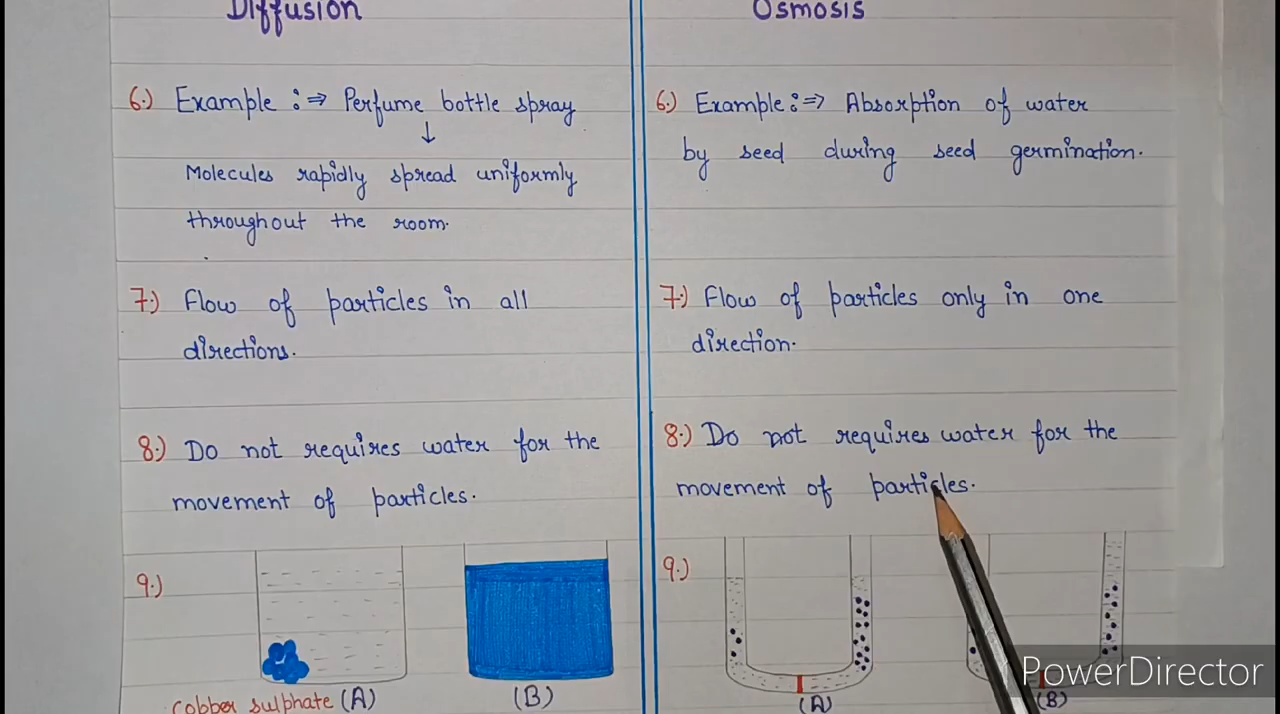 Diffusion
6.) Example :⇒ Perfume bottle spray
↓
Molecules rapidly spread uniformly
throughout the room.
7.) Flow of particles in all
directions.
8.) Do not requires water for the
movement of particles.
9.)
cobber sulphate (A)
(B)
Osmosis
6.) Example :⇒ Absorption of water
by seed during seed germination.
7.) Flow of particles only in one
direction.
8.) Do not requires water for the
movement of particles.
9.)
(A)
(B)
PowerDirector